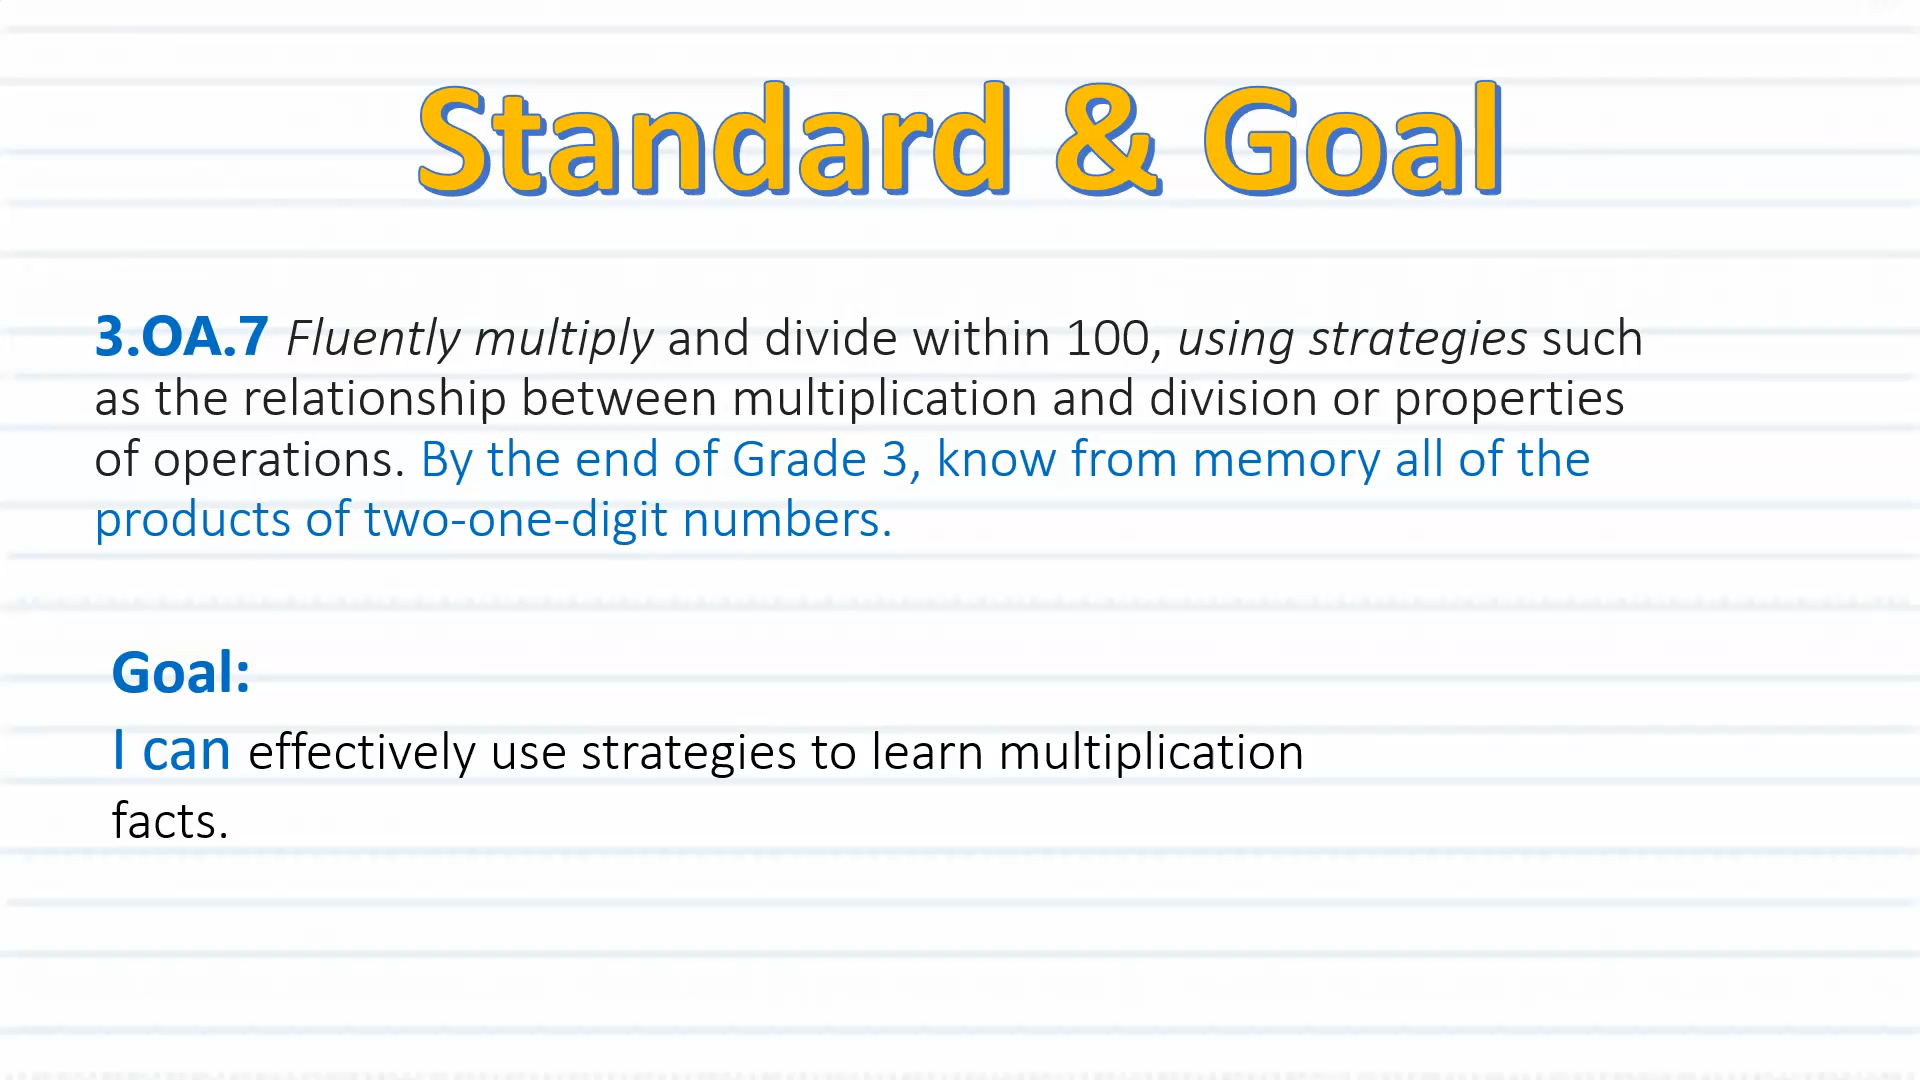 Standard & Goal
3.OA.7 Fluently multiply and divide within 100, using strategies such
as the relationship between multiplication and division or properties
of operations. By the end of Grade 3, know from memory all of the
products of two-one-digit numbers.
Goal:
I can effectively use strategies to learn multiplication
facts.